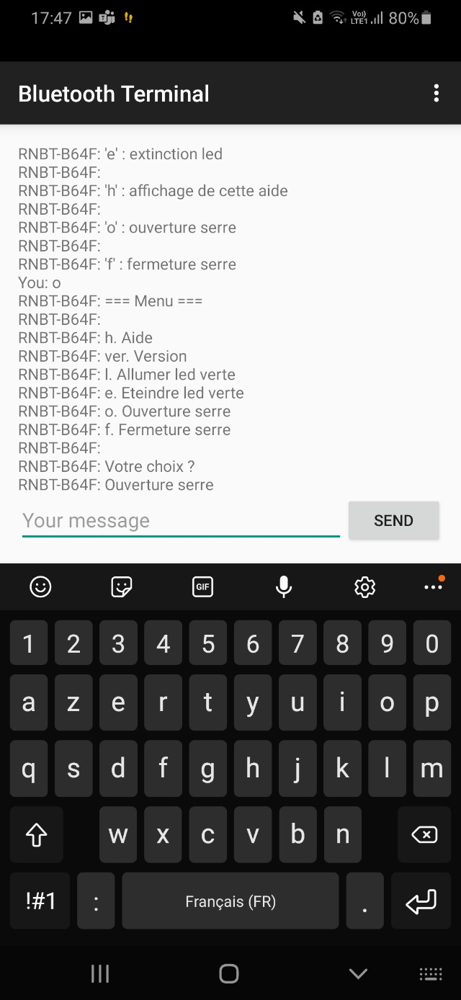 17:47 Vo)) LTE1 80%
Bluetooth Terminal
RNBT-B64F: 'e' : extinction led
RNBT-B64F:
RNBT-B64F: 'h' : affichage de cette aide
RNBT-B64F:
RNBT-B64F: 'o' : ouverture serre
RNBT-B64F:
RNBT-B64F: 'f' : fermeture serre
You: o
RNBT-B64F: === Menu ===
RNBT-B64F:
RNBT-B64F: h. Aide
RNBT-B64F: ver. Version
RNBT-B64F: l. Allumer led verte
RNBT-B64F: e. Eteindre led verte
RNBT-B64F: o. Ouverture serre
RNBT-B64F: f. Fermeture serre
RNBT-B64F:
RNBT-B64F: Votre choix ?
RNBT-B64F: Ouverture serre
Your message SEND
GIF
1 2 3 4 5 6 7 8 9 0
a z e r t y u i o p
q s d f g h j k l m
w x c v b n
!#1 : Français (FR) .